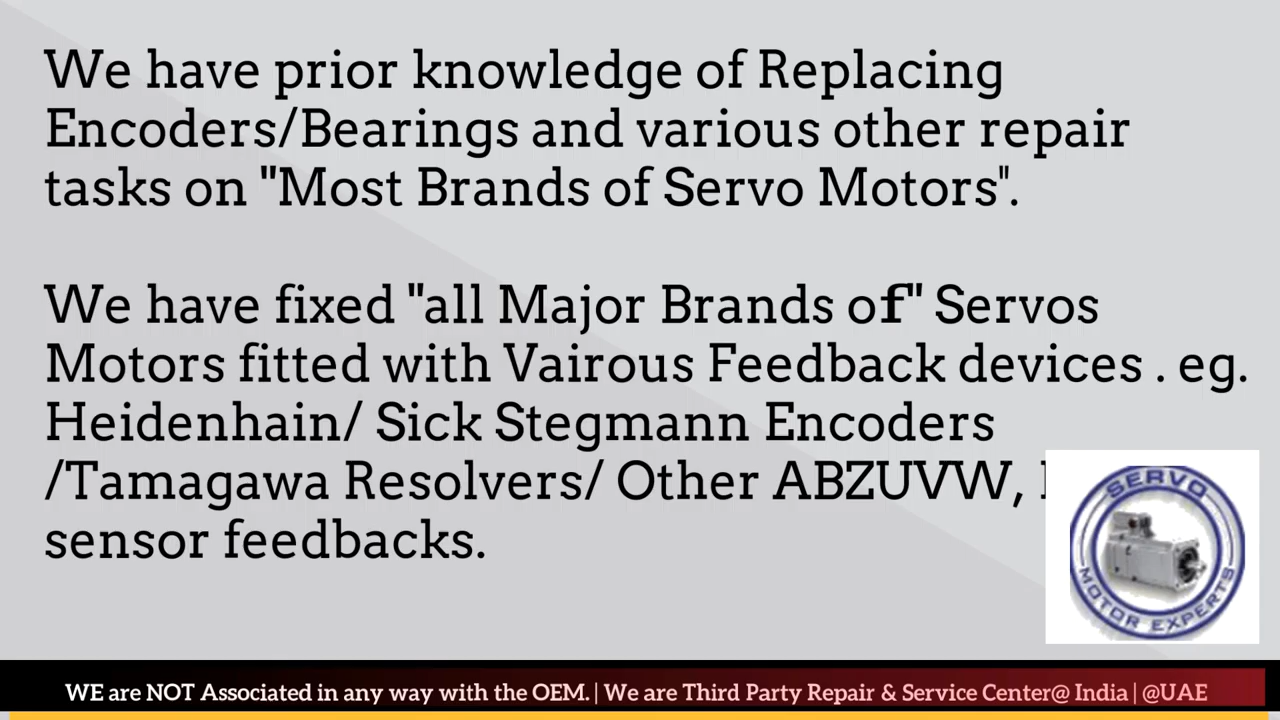 We have prior knowledge of Replacing
Encoders/Bearings and various other repair
tasks on "Most Brands of Servo Motors".
We have fixed "all Major Brands of" Servos
Motors fitted with Vairous Feedback devices . eg.
Heidenhain/ Sick Stegmann Encoders
/Tamagawa Resolvers/ Other ABZUVW,
sensor feedbacks.
SERVO
MOTOR EXPERTS
WE are NOT Associated in any way with the OEM. | We are Third Party Repair & Service Center@ India | @UAE